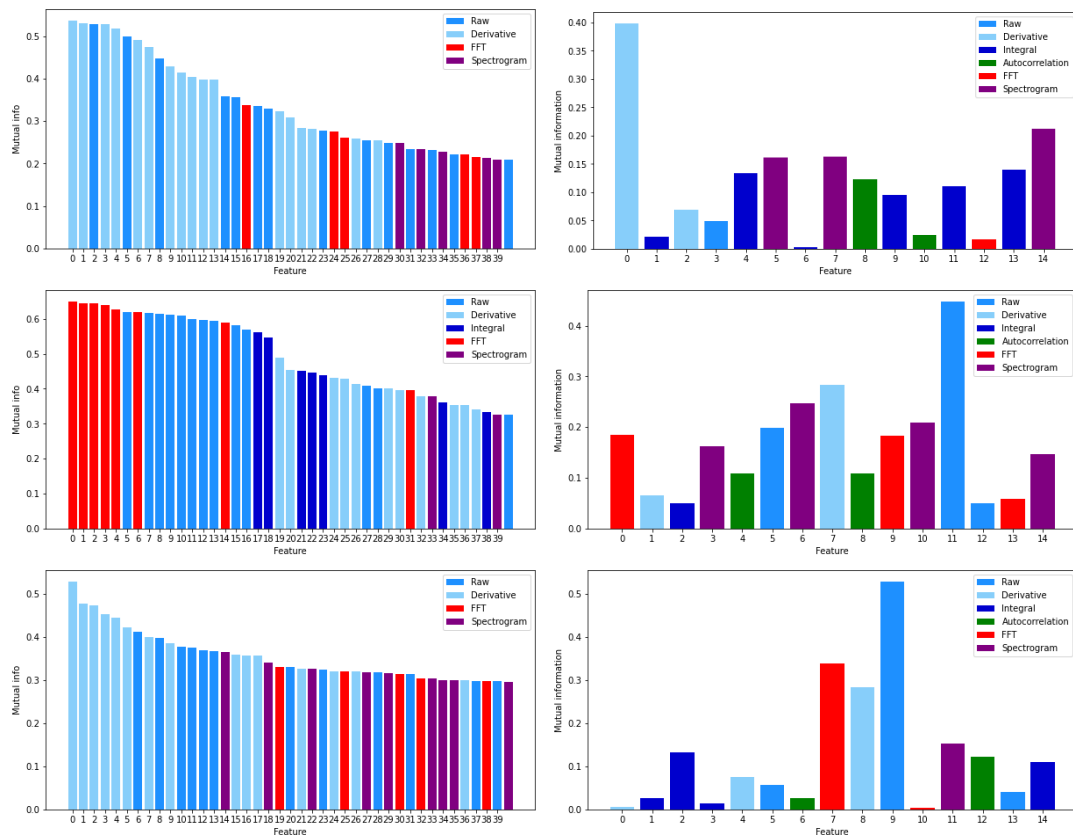 0.5
0.4
0.3
0.2
0.1
0.0
Mutual info
0 1 2 3 4 5 6 7 8 9 10 11 12 13 14 15 16 17 18 19 20 21 22 23 24 25 26 27 28 29 30 31 32 33 34 35 36 37 38 39
Feature
Raw
Derivative
FFT
Spectrogram
0.40
0.35
0.30
0.25
0.20
0.15
0.10
0.05
0.00
Mutual information
0 1 2 3 4 5 6 7 8 9 10 11 12 13 14
Feature
Raw
Derivative
Integral
Autocorrelation
FFT
Spectrogram
0.6
0.5
0.4
0.3
0.2
0.1
0.0
Mutual info
0 1 2 3 4 5 6 7 8 9 10 11 12 13 14 15 16 17 18 19 20 21 22 23 24 25 26 27 28 29 30 31 32 33 34 35 36 37 38 39
Feature
Raw
Derivative
Integral
FFT
Spectrogram
0.4
0.3
0.2
0.1
0.0
Mutual information
0 1 2 3 4 5 6 7 8 9 10 11 12 13 14
Feature
Raw
Derivative
Integral
Autocorrelation
FFT
Spectrogram
0.5
0.4
0.3
0.2
0.1
0.0
Mutual info
0 1 2 3 4 5 6 7 8 9 10 11 12 13 14 15 16 17 18 19 20 21 22 23 24 25 26 27 28 29 30 31 32 33 34 35 36 37 38 39
Feature
Raw
Derivative
FFT
Spectrogram
0.5
0.4
0.3
0.2
0.1
0.0
Mutual information
0 1 2 3 4 5 6 7 8 9 10 11 12 13 14
Feature
Raw
Derivative
Integral
Autocorrelation
FFT
Spectrogram